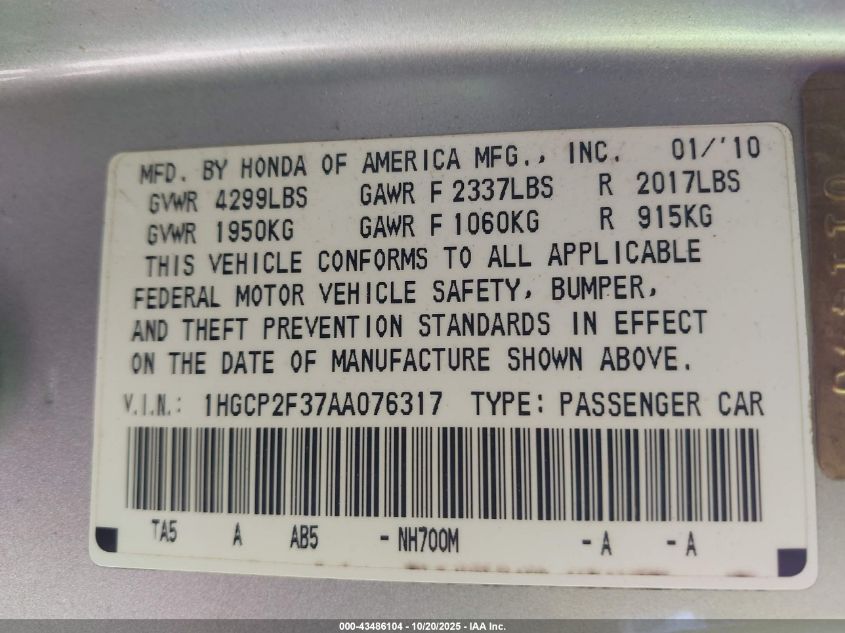 MFD. BY HONDA OF AMERICA MFG., INC. 01/'10
GVWR 4299LBS GAWR F 2337LBS R 2017LBS
GVWR 1950KG GAWR F 1060KG R 915KG
THIS VEHICLE CONFORMS TO ALL APPLICABLE
FEDERAL MOTOR VEHICLE SAFETY, BUMPER,
AND THEFT PREVENTION STANDARDS IN EFFECT
ON THE DATE OF MANUFACTURE SHOWN ABOVE.
V.I.N.: 1HGCP2F37AA076317 TYPE: PASSENGER CAR
TA5 A AB5 - NH700M - A - A
000-43486104 - 10/20/2025 - IAA Inc.